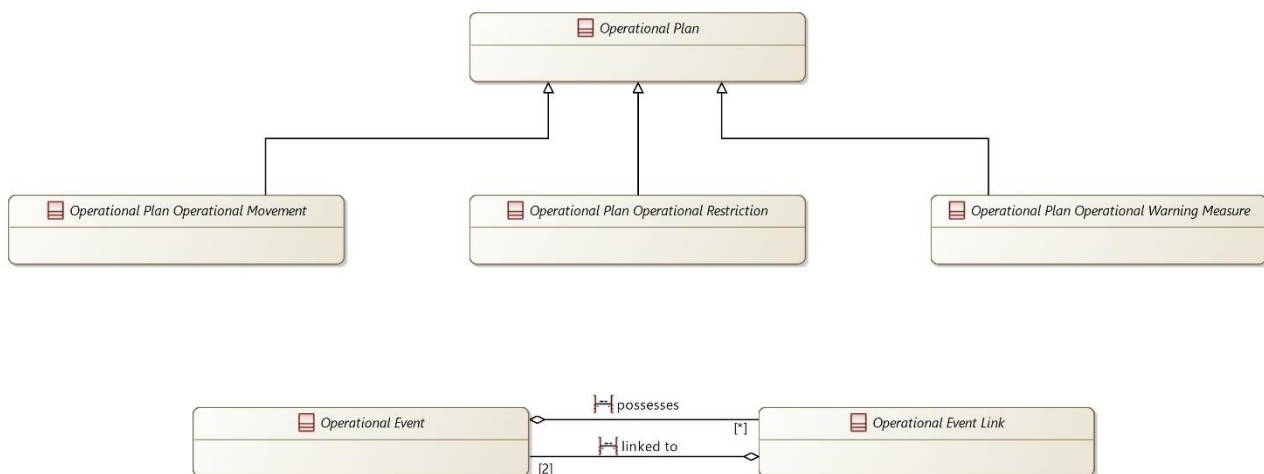 Operational Plan
Operational Plan Operational Movement
Operational Plan Operational Restriction
Operational Plan Operational Warning Measure
possesses
Operational Event
[*]
Operational Event Link
linked to
[2]